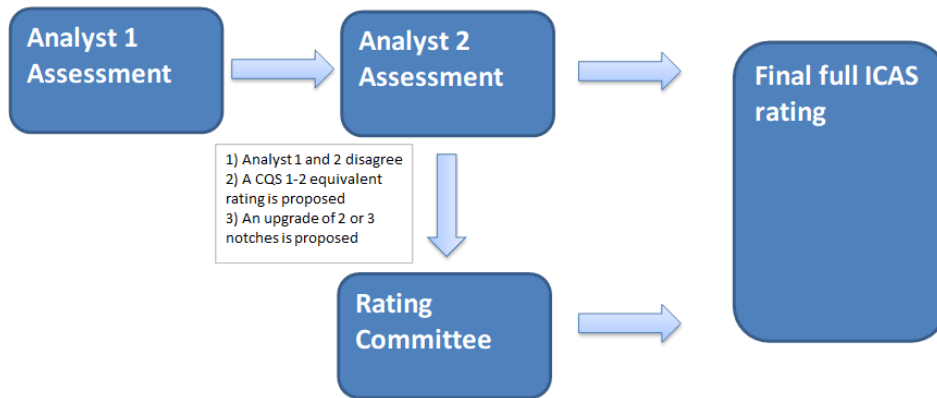 Analyst 1
Assessment
Analyst 2
Assessment
Final full ICAS
rating
1) Analyst 1 and 2 disagree
2) A CQS 1-2 equivalent
rating is proposed
3) An upgrade of 2 or 3
notches is proposed
Rating
Committee